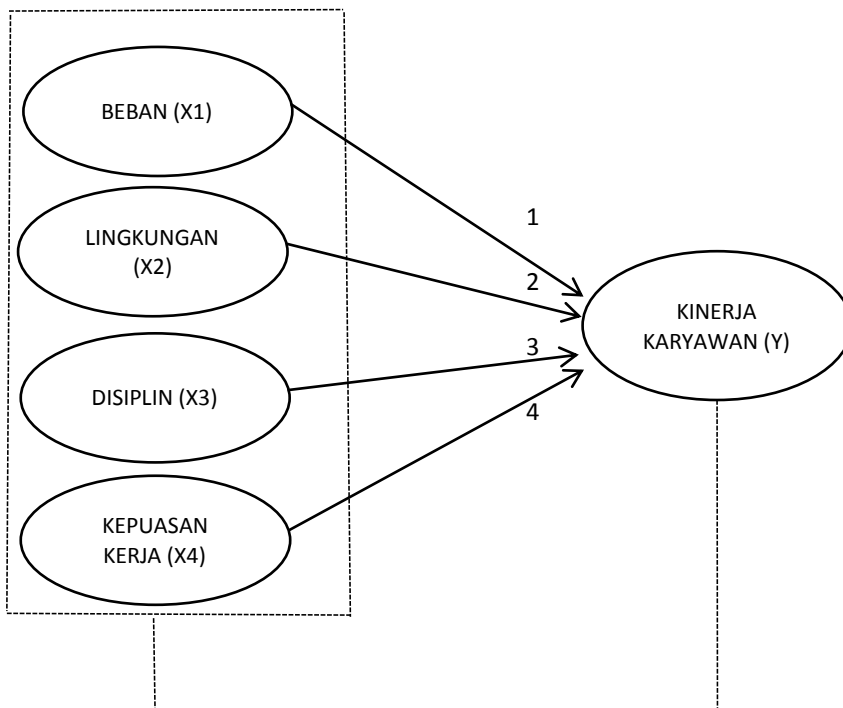 BEBAN (X1)
1
LINGKUNGAN
(X2)
2
KINERJA
KARYAWAN (Y)
3
DISIPLIN (X3)
4
KEPUASAN
KERJA (X4)